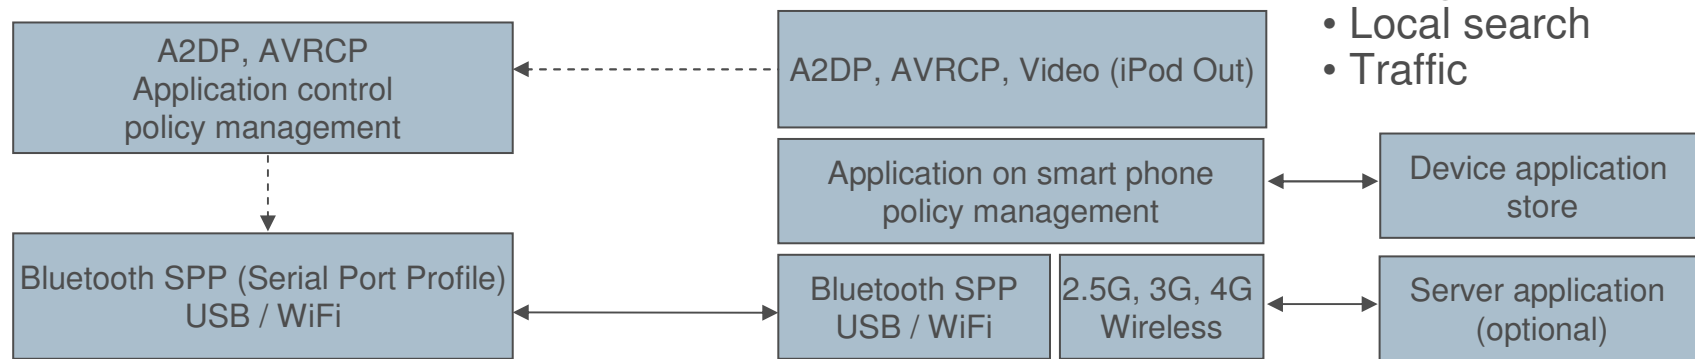 • Local search
• Traffic
A2DP, AVRCP
Application control
policy management
A2DP, AVRCP, Video (iPod Out)
Application on smart phone
policy management
Device application
store
Bluetooth SPP (Serial Port Profile)
USB / WiFi
Bluetooth SPP
USB / WiFi
2.5G, 3G, 4G
Wireless
Server application
(optional)